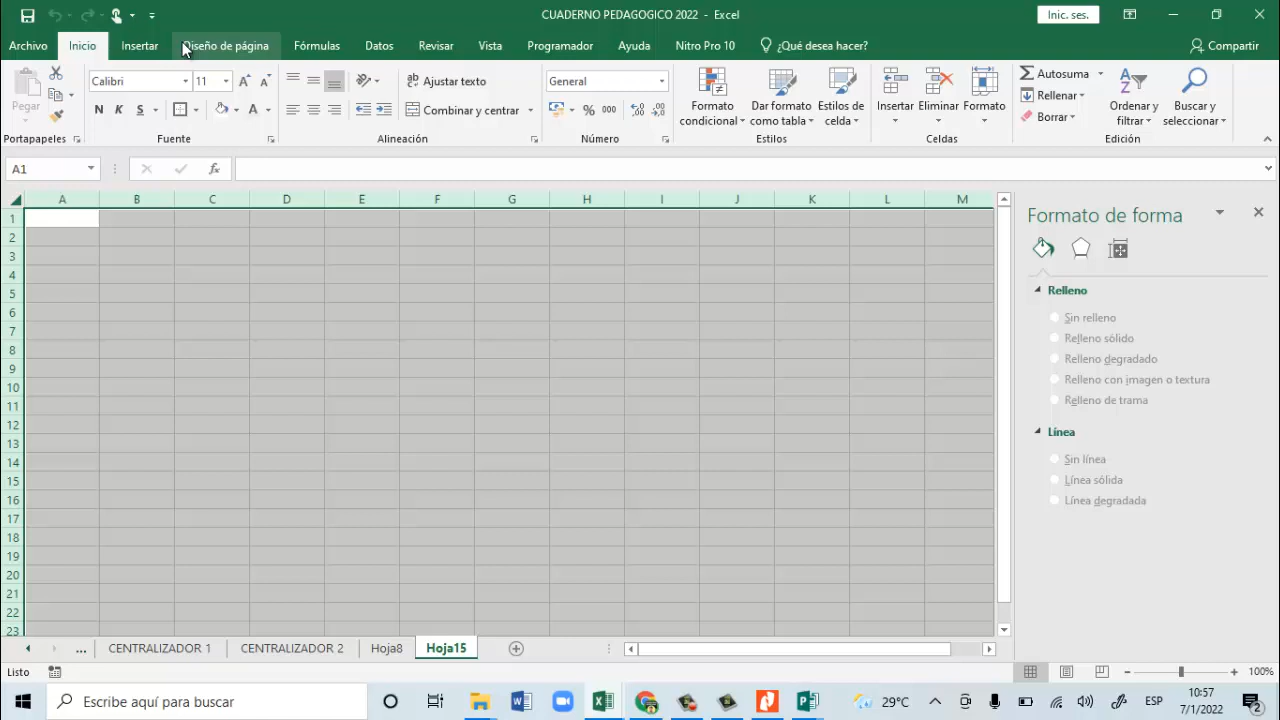 CUADERNO PEDAGOGICO 2022 - Excel
Inic. ses.
Archivo Inicio Insertar Diseño de página Fórmulas Datos Revisar Vista Programador Ayuda Nitro Pro 10 ¿Qué desea hacer? Compartir
Pegar
Calibri 11
N K S A
Ajustar texto
Combinar y centrar
General
% 000
Formato condicional
Dar formato como tabla
Estilos de celda
Insertar Eliminar Formato
Autosuma
Rellenar
Borrar
Ordenar y filtrar
Buscar y seleccionar
Portapapeles Fuente Alineación Número Estilos Celdas Edición
A1 fx
A B C D E F G H I J K L M
1
2
3
4
5
6
7
8
9
10
11
12
13
14
15
16
17
18
19
20
21
22
23
Formato de forma
Relleno
Sin relleno
Relleno sólido
Relleno degradado
Relleno con imagen o textura
Relleno de trama
Línea
Sin línea
Línea sólida
Línea degradada
... CENTRALIZADOR 1 CENTRALIZADOR 2 Hoja8 Hoja15
Listo 100%
Escribe aquí para buscar 29°C ESP 10:57
7/1/2022 2